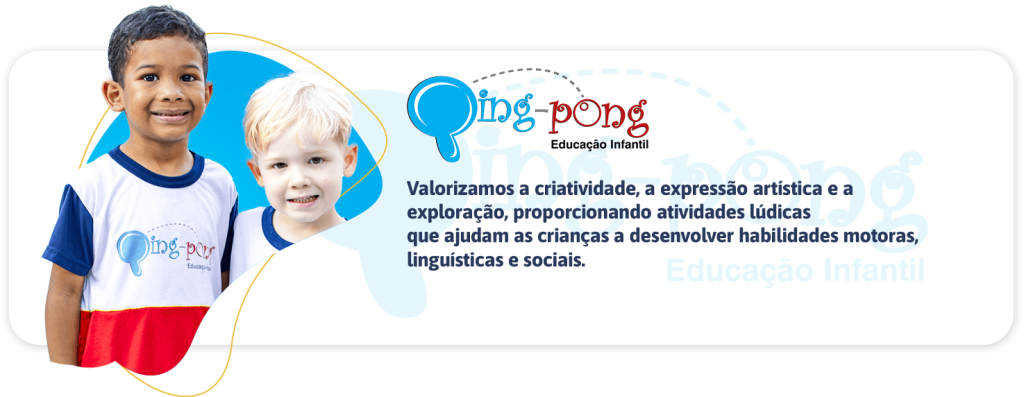 Ping-pong
Educação Infantil
Valorizamos a criatividade, a expressão artística e a
exploração, proporcionando atividades lúdicas
que ajudam as crianças a desenvolver habilidades motoras,
linguísticas e sociais.
Ping-pong
Educação Infantil
Ping-pong
Educação Infantil